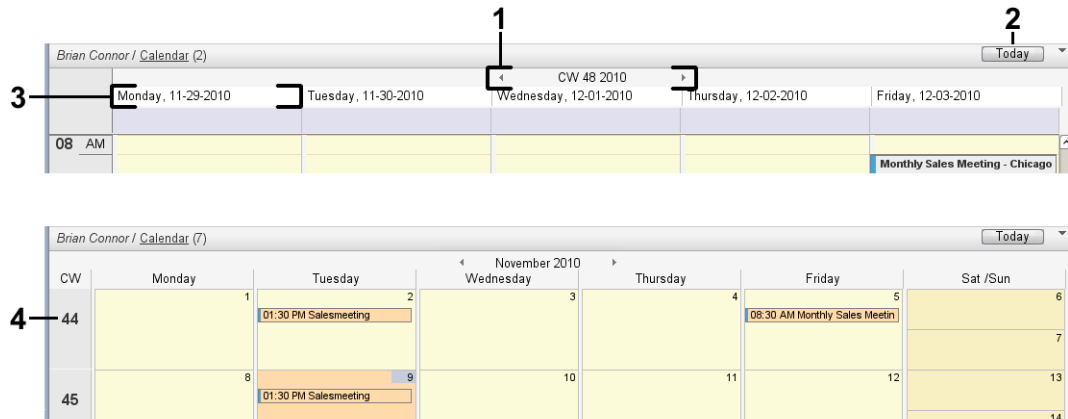 1 2
Brian Connor / Calendar (2) Today
CW 48 2010
3 Monday, 11-29-2010 Tuesday, 11-30-2010 Wednesday, 12-01-2010 Thursday, 12-02-2010 Friday, 12-03-2010
08 AM
Monthly Sales Meeting - Chicago
Brian Connor / Calendar (7) Today
November 2010
CW Monday Tuesday Wednesday Thursday Friday Sat /Sun
1 2 3 4 5 6
4 44 01:30 PM Salesmeeting 08:30 AM Monthly Sales Meetin
7
8 9 10 11 12 13
45 01:30 PM Salesmeeting
14